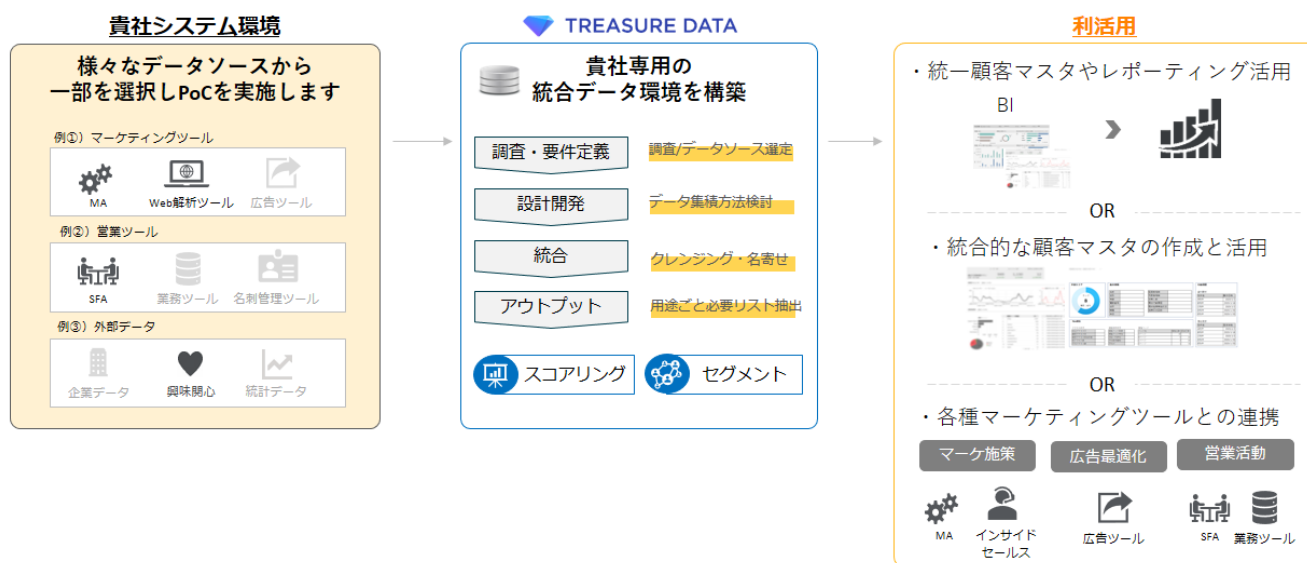 貴社システム環境
様々なデータソースから
一部を選択しPoCを実施します
例①）マーケティングツール
MA
Web解析ツール
広告ツール
例②）営業ツール
SFA
業務ツール
名刺管理ツール
例③）外部データ
企業データ
興味関心
統計データ
TREASURE DATA
貴社専用の
統合データ環境を構築
調査・要件定義
調査/データソース選定
設計開発
データ集積方法検討
統合
クレンジング・名寄せ
アウトプット
用途ごと必要リスト抽出
スコアリング
セグメント
利活用
・統一顧客マスタやレポーティング活用
BI
OR
・統合的な顧客マスタの作成と活用
OR
・各種マーケティングツールとの連携
マーケ施策
広告最適化
営業活動
MA
インサイド
セールス
広告ツール
SFA
業務ツール